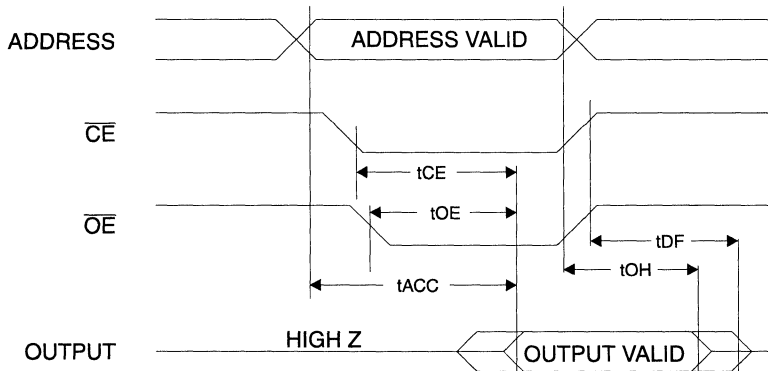 ADDRESS
ADDRESS VALID
CE
tCE
OE
tOE
tDF
tOH
tACC
HIGH Z
OUTPUT
OUTPUT VALID